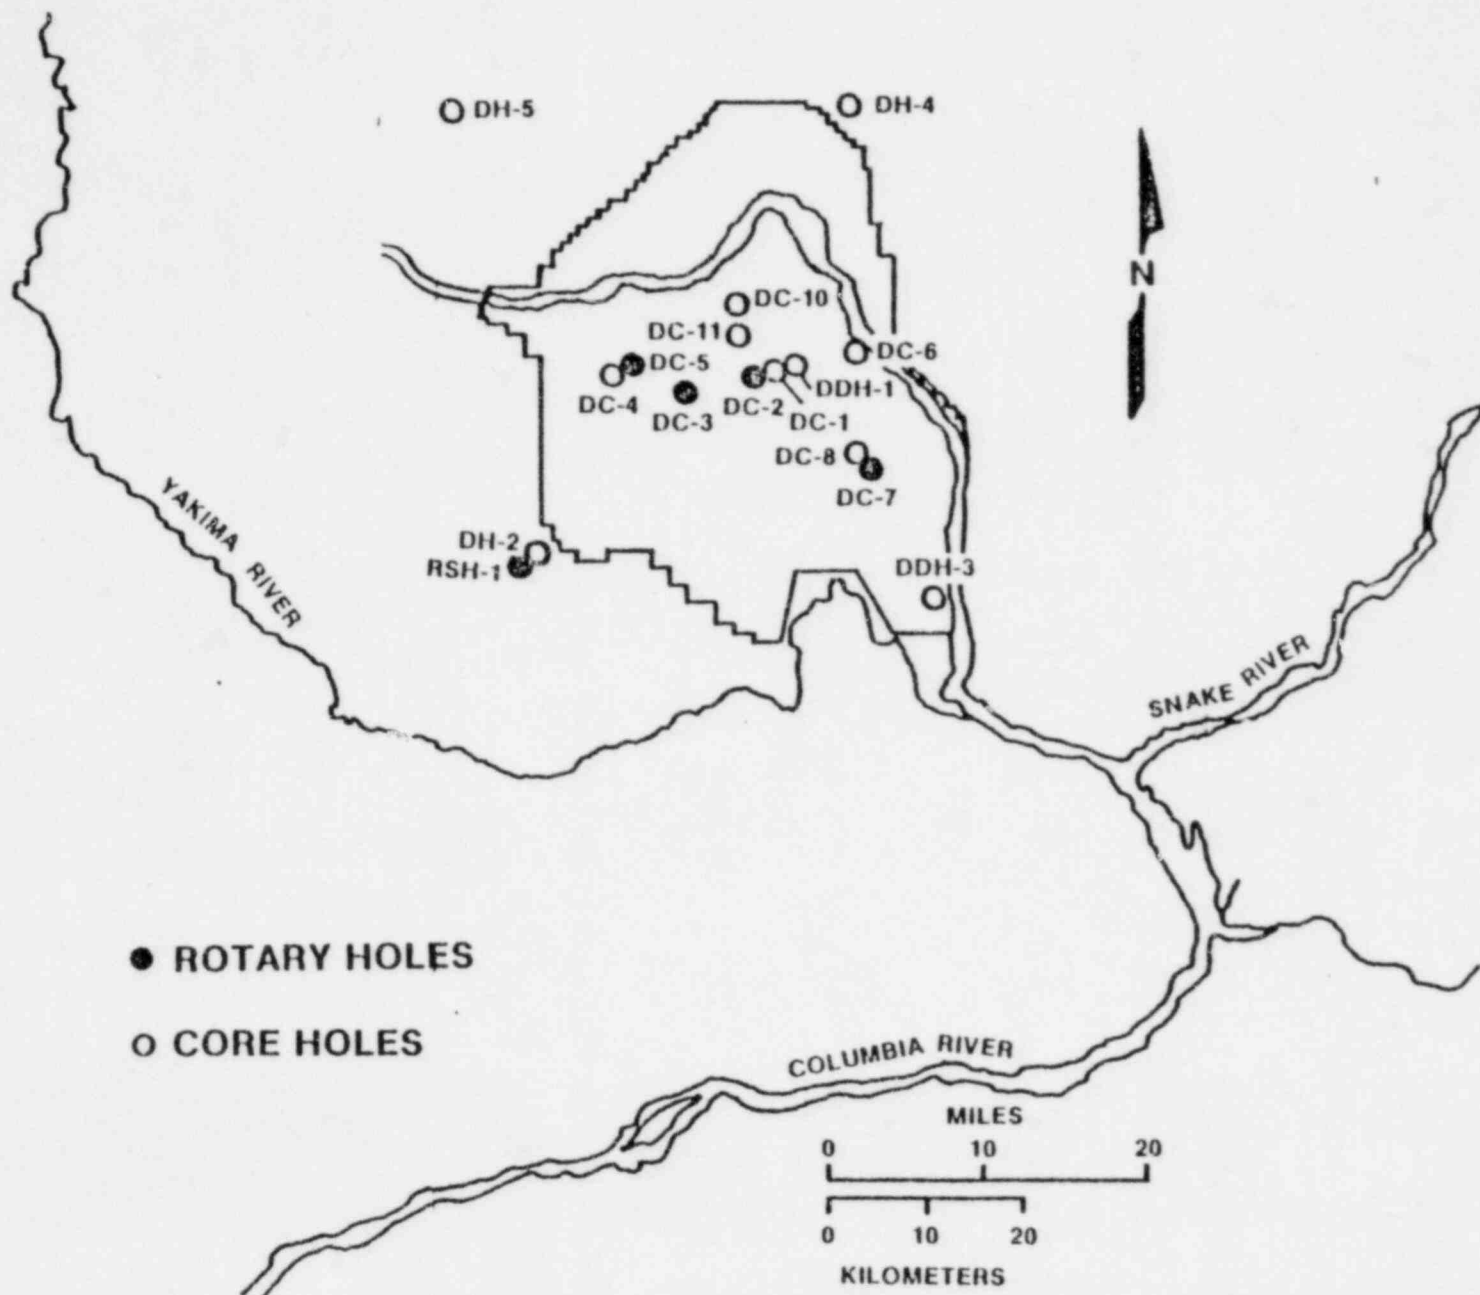 DH-5
DH-4
N
DC-10
DC-11
DC-6
DC-5
DDH-1
DC-4
DC-2
DC-3
DC-1
DC-8
DC-7
YAKIMA RIVER
DH-2
RSH-1
DDH-3
SNAKE RIVER
ROTARY HOLES
CORE HOLES
COLUMBIA RIVER
MILES
0 10 20
0 10 20
KILOMETERS